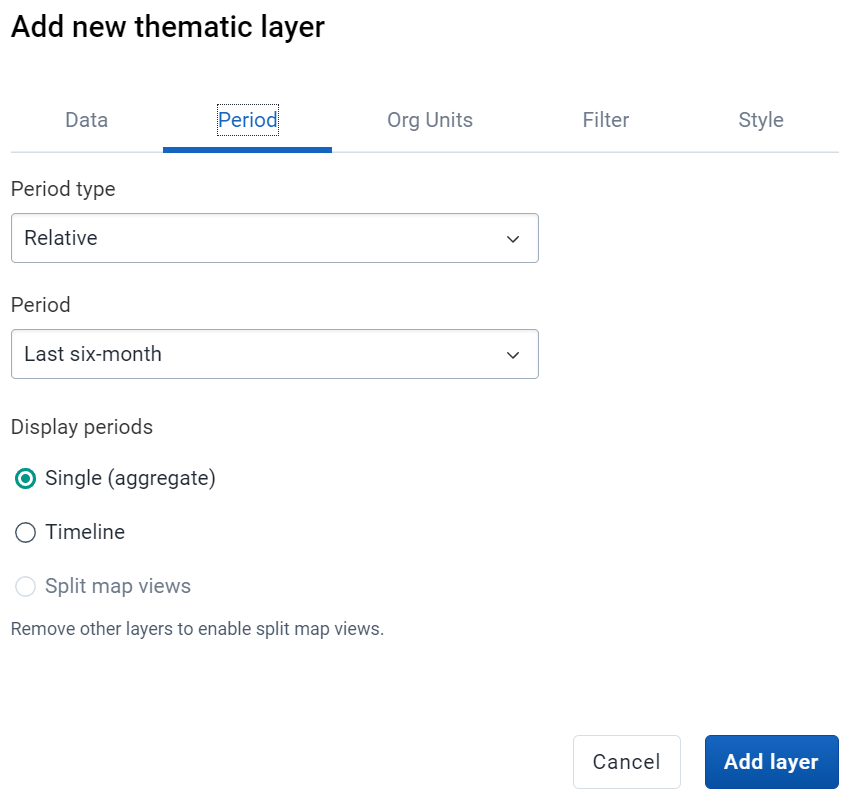 Add new thematic layer
Data Period Org Units Filter Style
Period type
Relative
Period
Last six-month
Display periods
Single (aggregate)
Timeline
Split map views
Remove other layers to enable split map views.
Cancel Add layer